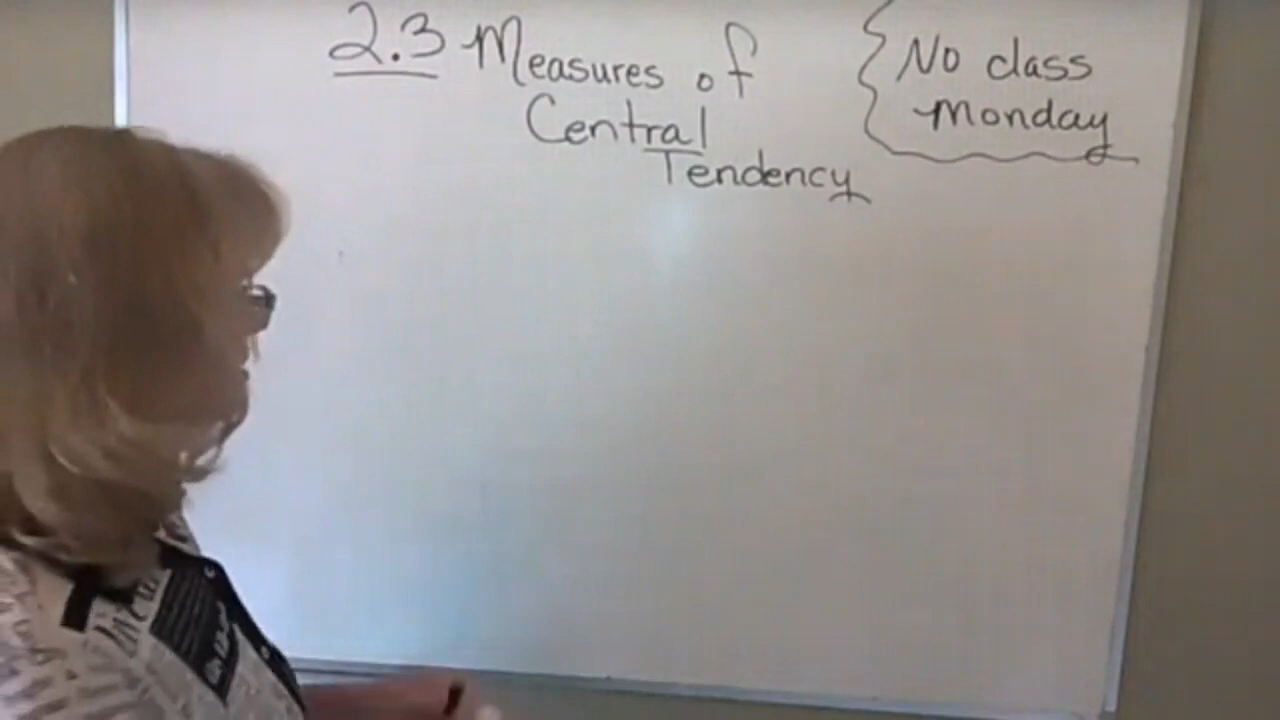 2.3 Measures of
Central
Tendency
No class
Monday